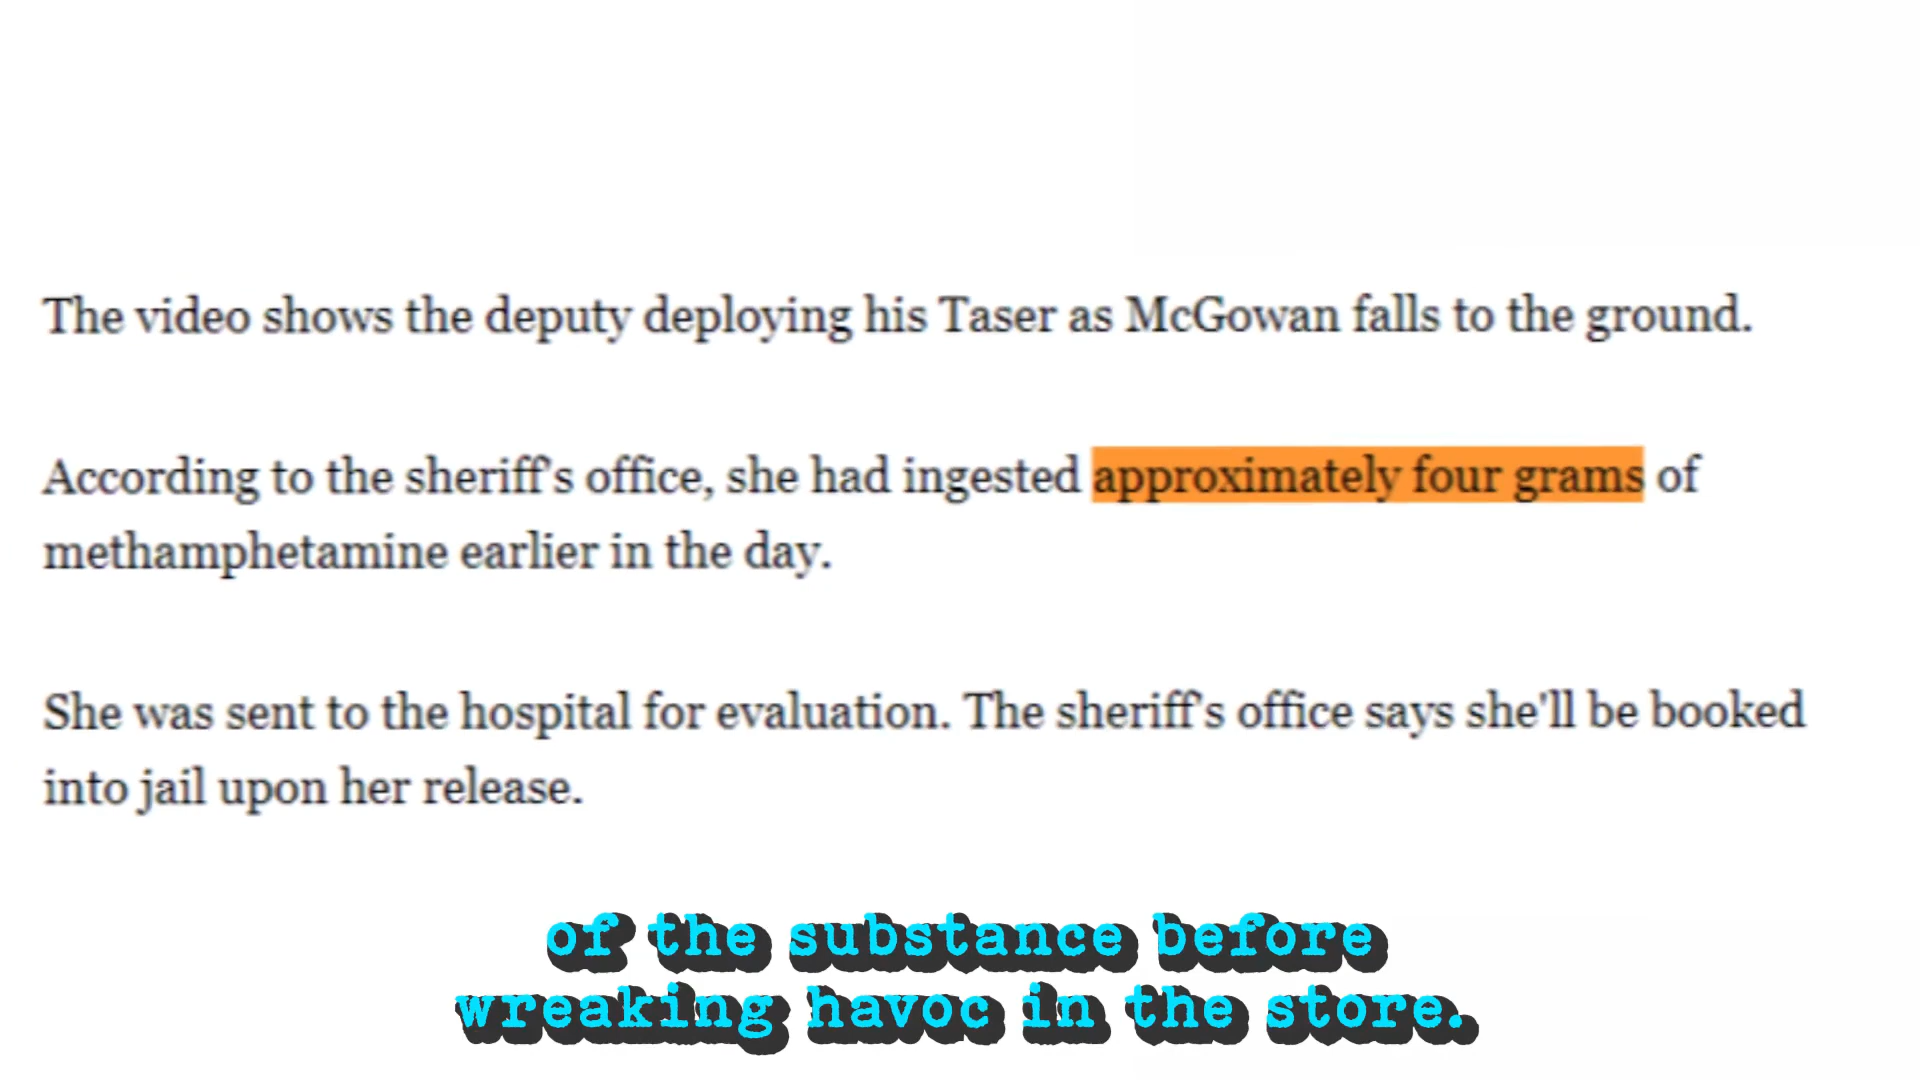 The video shows the deputy deploying his Taser as McGowan falls to the ground.
According to the sheriff's office, she had ingested approximately four grams of
methamphetamine earlier in the day.
She was sent to the hospital for evaluation. The sheriff's office says she'll be booked
into jail upon her release.
of the substance before
wreaking havoc in the store.